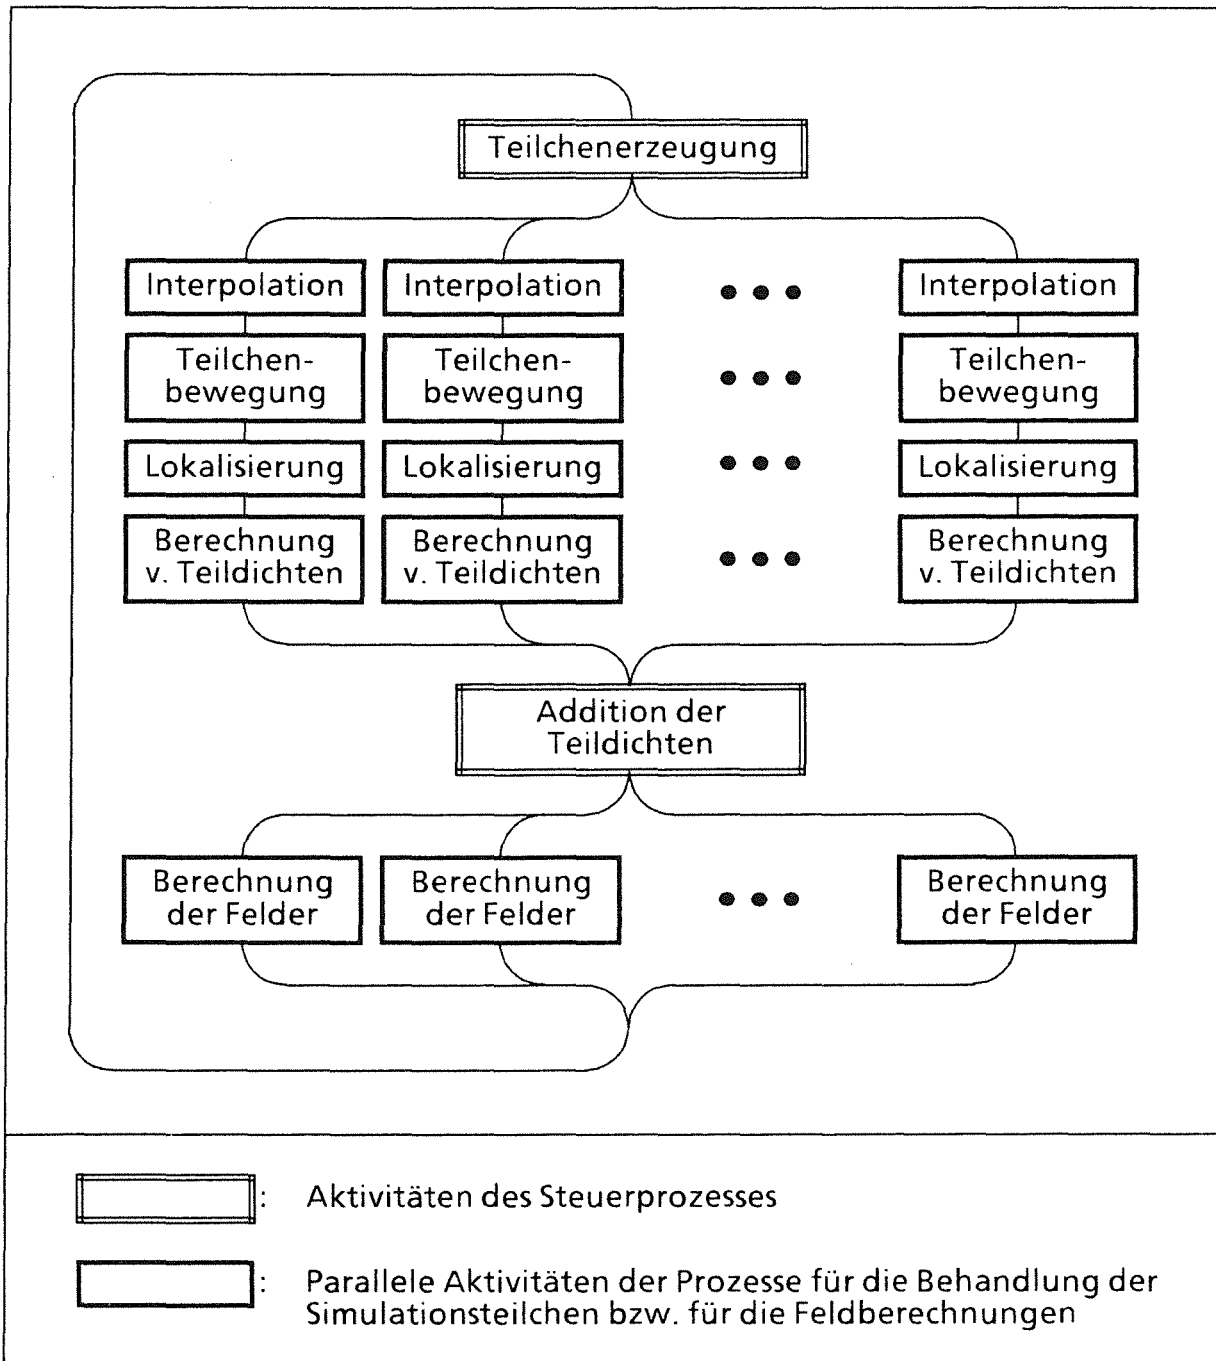 Teilchenerzeugung
Interpolation Interpolation Interpolation
Teilchen- Teilchen- Teilchen-
bewegung bewegung bewegung
Lokalisierung Lokalisierung Lokalisierung
Berechnung Berechnung Berechnung
v. Teildichten v. Teildichten v. Teildichten
Addition der
Teildichten
Berechnung Berechnung Berechnung
der Felder der Felder der Felder
: Aktivitäten des Steuerprozesses
: Parallele Aktivitäten der Prozesse für die Behandlung der
Simulationsteilchen bzw. für die Feldberechnungen